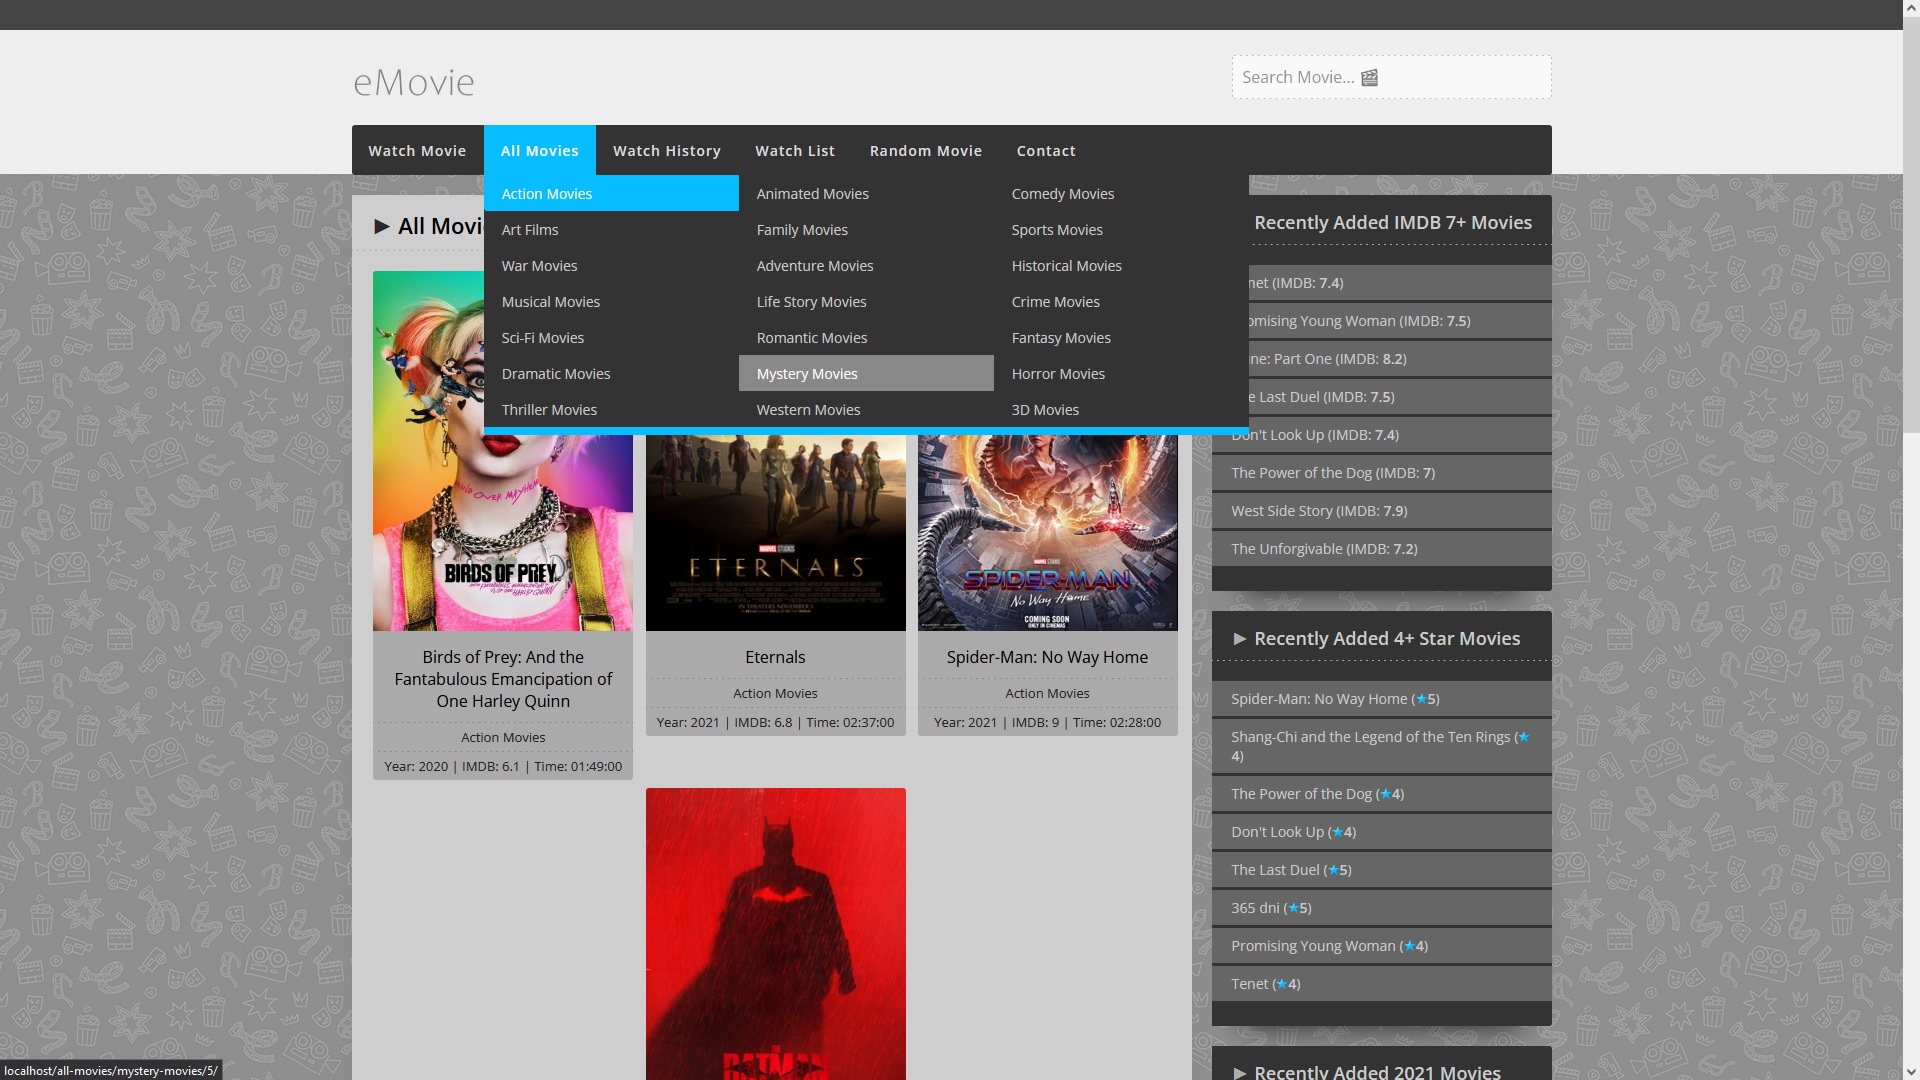 eMovie
Search Movie... 🎬
Watch Movie
All Movies
Watch History
Watch List
Random Movie
Contact
Action Movies
Animated Movies
Comedy Movies
Art Films
Family Movies
Sports Movies
War Movies
Adventure Movies
Historical Movies
Musical Movies
Life Story Movies
Crime Movies
Sci-Fi Movies
Romantic Movies
Fantasy Movies
Dramatic Movies
Mystery Movies
Horror Movies
Thriller Movies
Western Movies
3D Movies
► All Movi
BIRDS OF PREY
MARVEL STUDIOS
ETERNALS
IN THEATERS NOVEMBER 5
MARVEL STUDIOS
SPIDER-MAN
No Way Home
COMING SOON
ONLY IN CINEMAS
Birds of Prey: And the
Fantabulous Emancipation of
One Harley Quinn
Action Movies
Year: 2020 | IMDB: 6.1 | Time: 01:49:00
Eternals
Action Movies
Year: 2021 | IMDB: 6.8 | Time: 02:37:00
Spider-Man: No Way Home
Action Movies
Year: 2021 | IMDB: 9 | Time: 02:28:00
BATMAN
Recently Added IMDB 7+ Movies
net (IMDB: 7.4)
omising Young Woman (IMDB: 7.5)
ne: Part One (IMDB: 8.2)
e Last Duel (IMDB: 7.5)
Don't Look Up (IMDB: 7.4)
The Power of the Dog (IMDB: 7)
West Side Story (IMDB: 7.9)
The Unforgivable (IMDB: 7.2)
► Recently Added 4+ Star Movies
Spider-Man: No Way Home (★5)
Shang-Chi and the Legend of the Ten Rings (★
4)
The Power of the Dog (★4)
Don't Look Up (★4)
The Last Duel (★5)
365 dni (★5)
Promising Young Woman (★4)
Tenet (★4)
► Recently Added 2021 Movies
localhost/all-movies/mystery-movies/5/